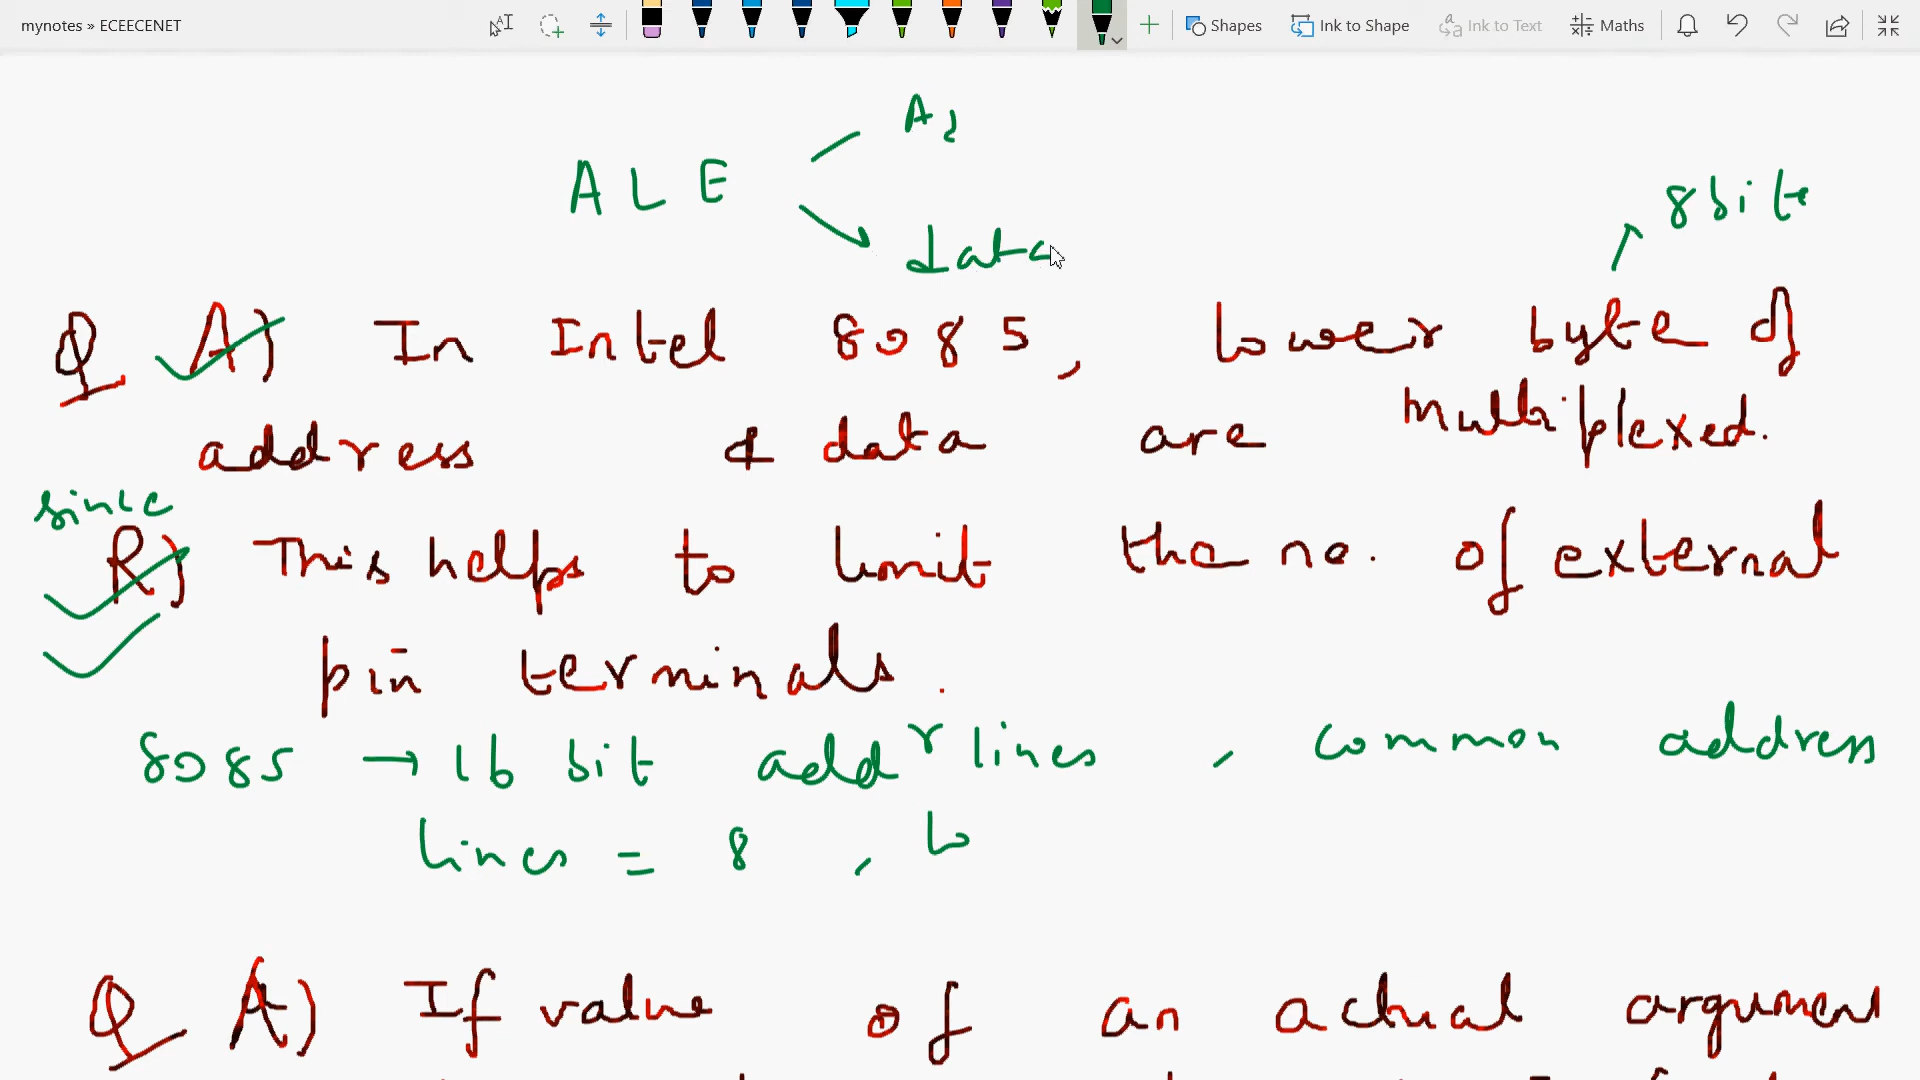 mynotes » ECEECENET
Shapes Ink to Shape Ink to Text Maths
A L E
data
8 bit
Q A) In Intel 8085, lower byte of
address & data are multiplexed.
since
R) This helps to limit the no. of external
pin terminals.
8085 → 16 bit addr lines, common address
lines = 8, lo
Q A) If value of an actual argument